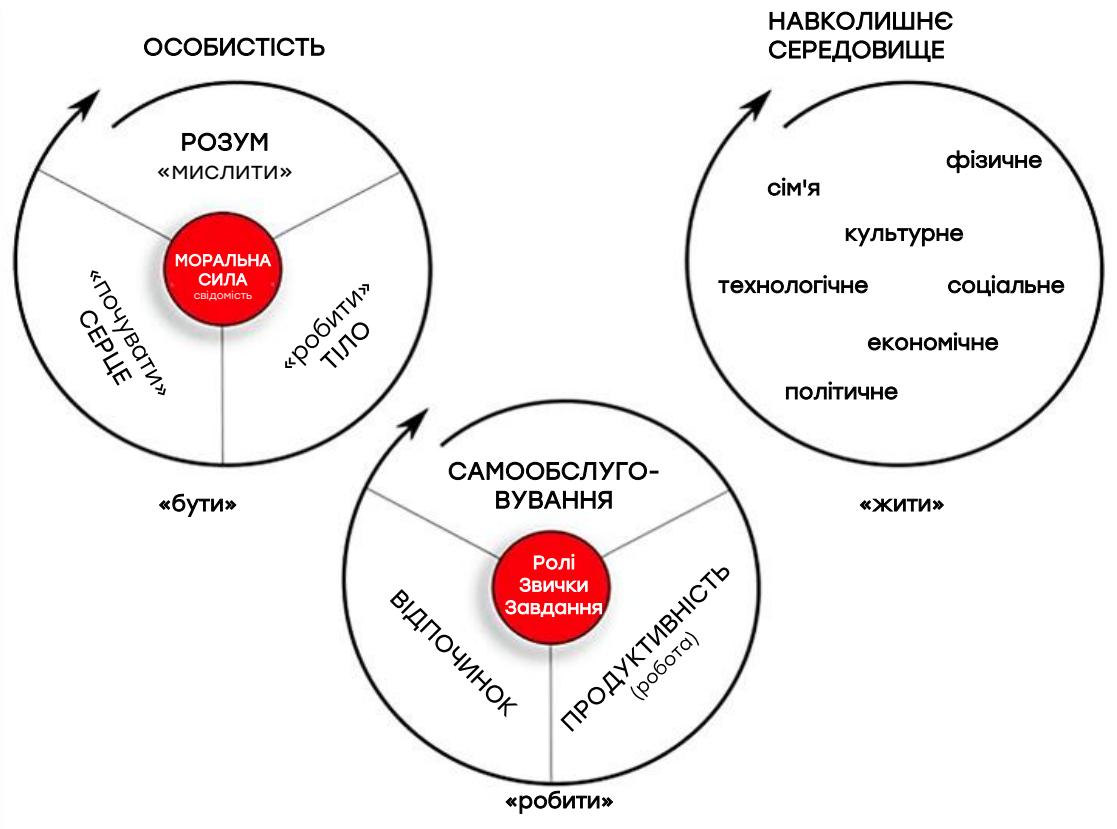 ОСОБИСТІСТЬ
РОЗУМ
«мислити»
МОРАЛЬНА
СИЛА
свідомість
«почувати»
СЕРЦЕ
«робити»
ТІЛО
«бути»
НАВКОЛИШНЄ
СЕРЕДОВИЩЕ
фізичне
сім'я
культурне
технологічне
соціальне
економічне
політичне
«жити»
САМООБСЛУГО-
ВУВАННЯ
Ролі
Звички
Завдання
ВІДПОЧИНОК
ПРОДУКТИВНІСТЬ
(робота)
«робити»